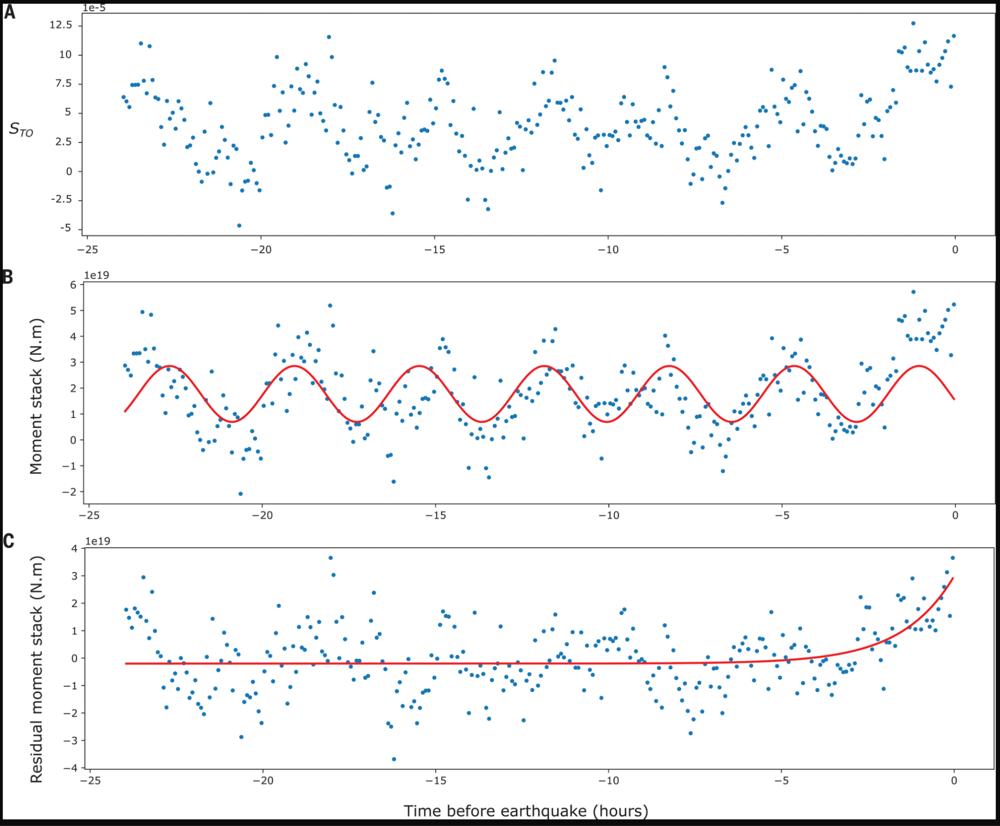 A
1e-5
12.5
10
7.5
5
2.5
0
-2.5
-5
S_TO
−25 −20 −15 −10 −5 0
B
1e19
6
5
4
3
2
1
0
−1
−2
Moment stack (N.m)
−25 −20 −15 −10 −5 0
C
1e19
4
3
2
1
0
−1
−2
−3
−4
Residual moment stack (N.m)
−25 −20 −15 −10 −5 0
Time before earthquake (hours)